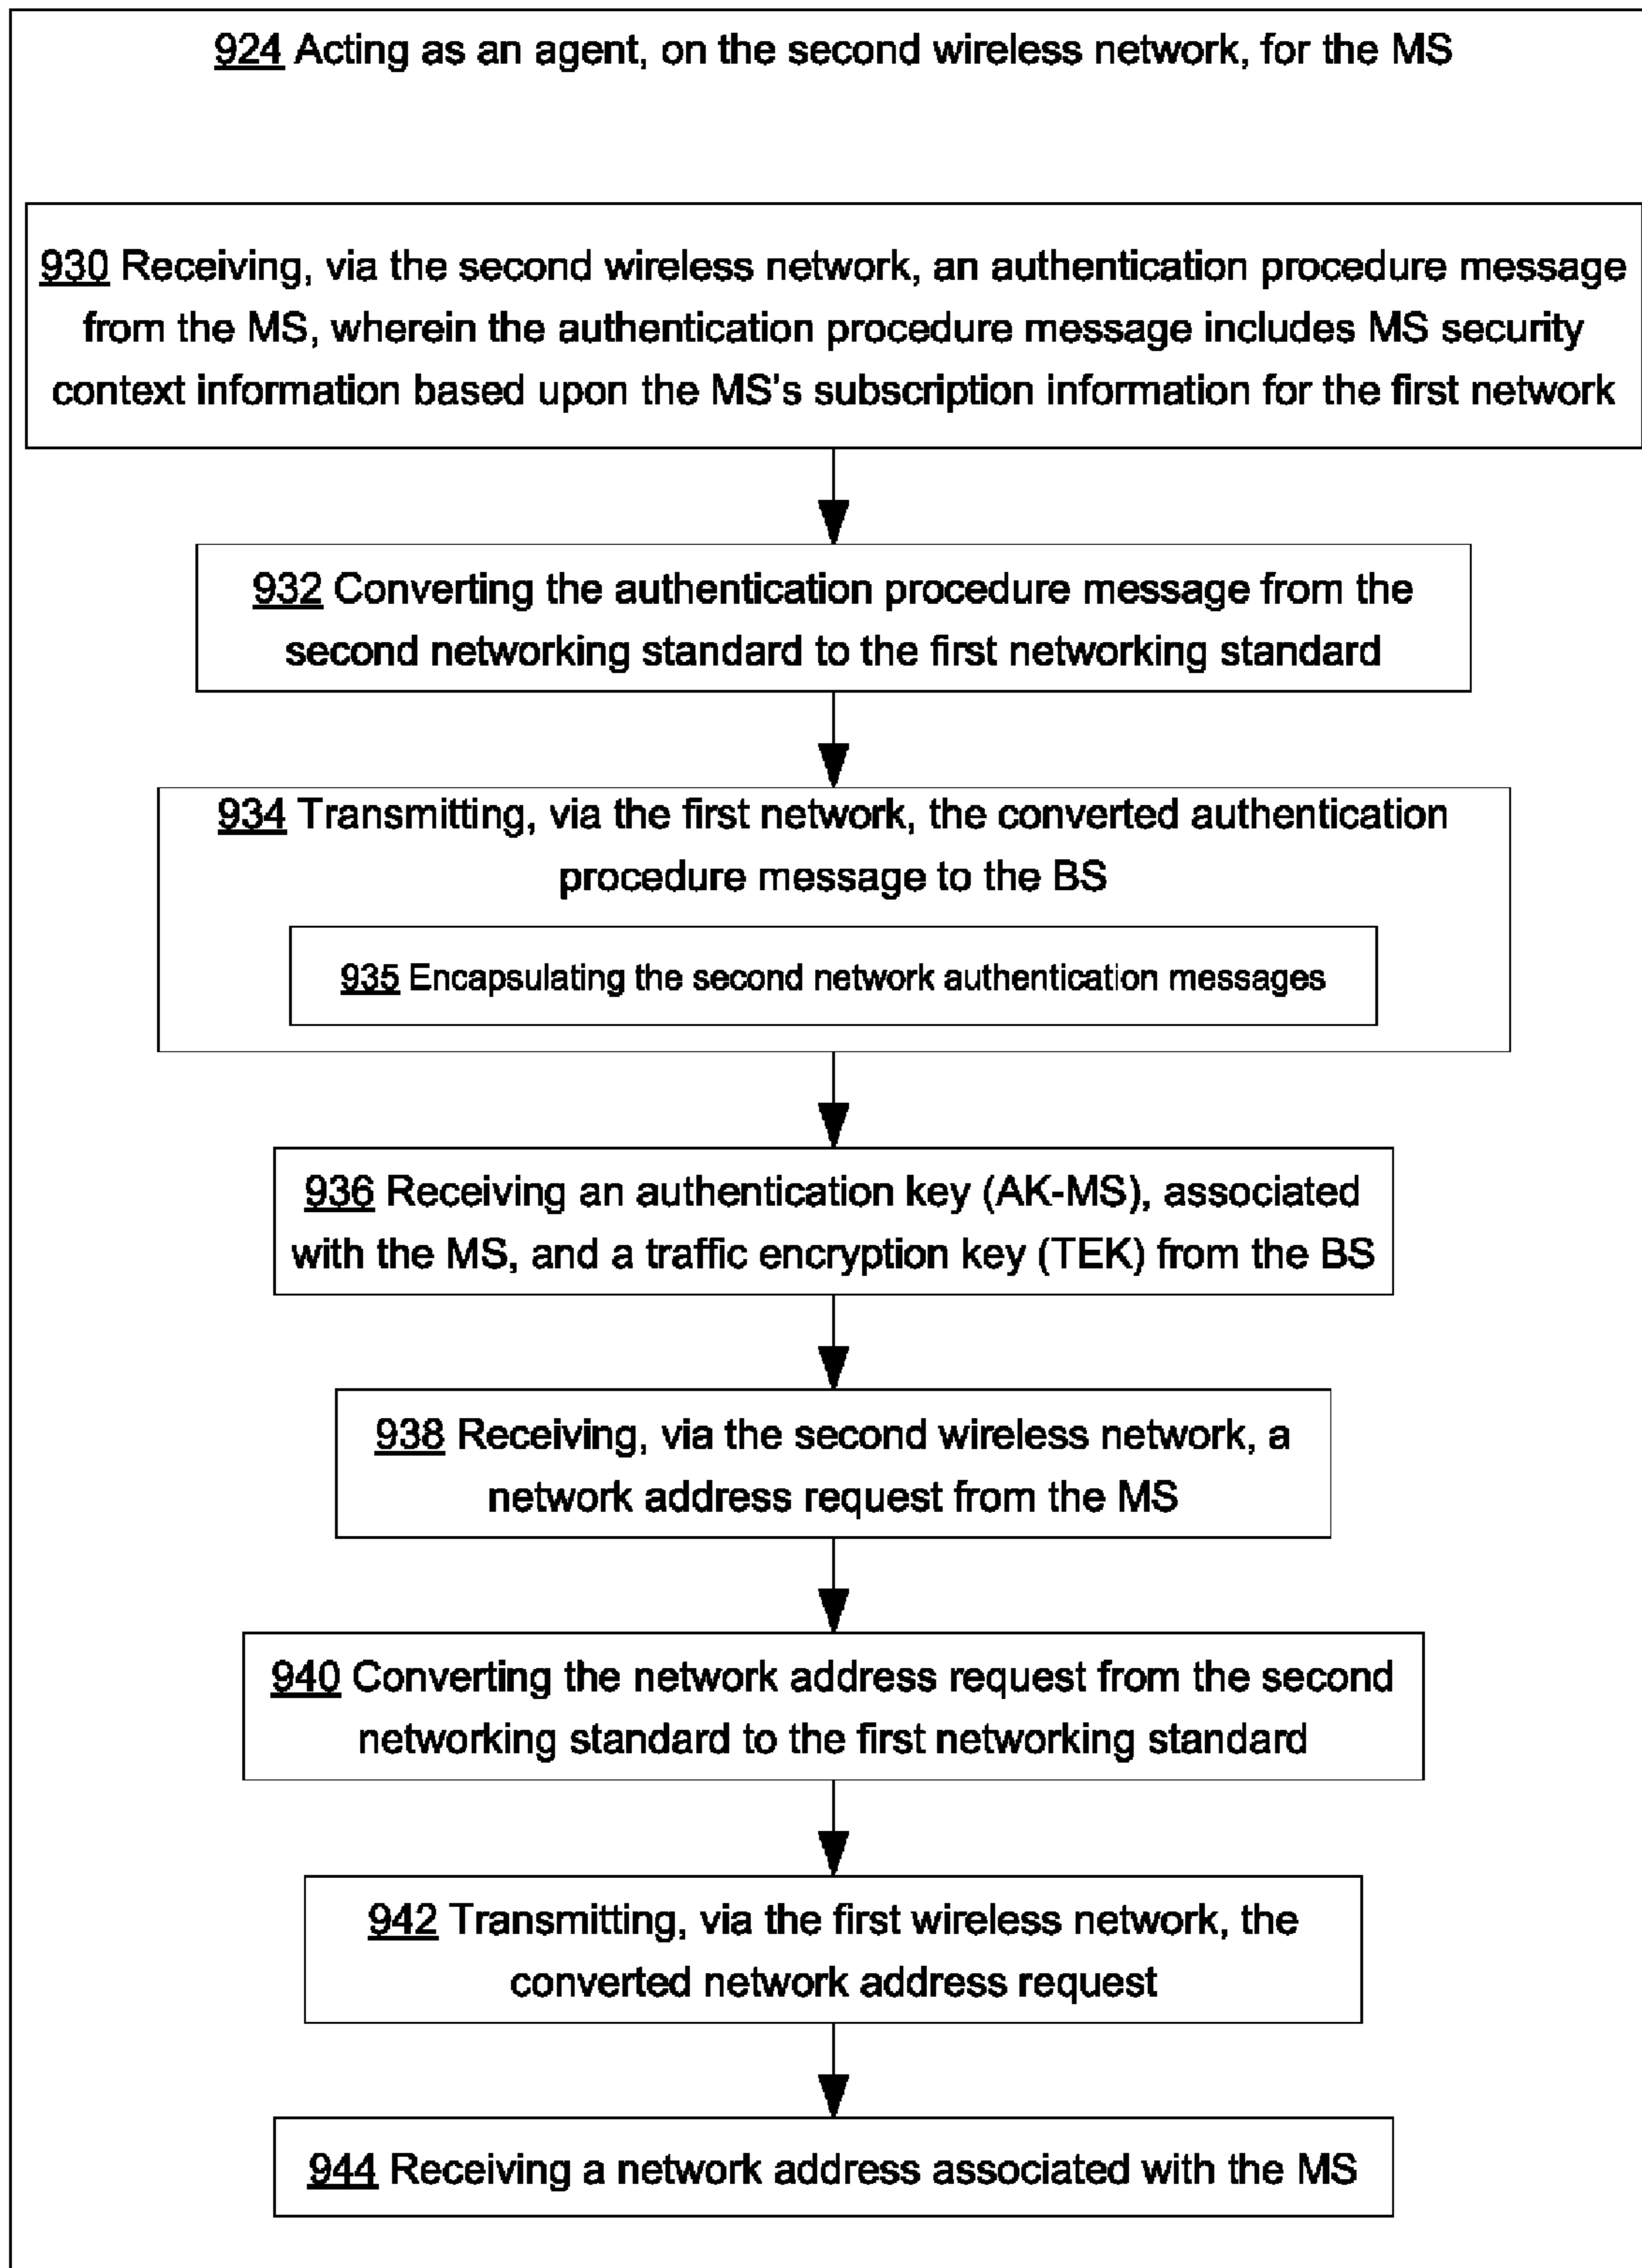 924 Acting as an agent, on the second wireless network, for the MS
930 Receiving, via the second wireless network, an authentication procedure message
from the MS, wherein the authentication procedure message includes MS security
context information based upon the MS's subscription information for the first network
932 Converting the authentication procedure message from the
second networking standard to the first networking standard
934 Transmitting, via the first network, the converted authentication
procedure message to the BS
935 Encapsulating the second network authentication messages
936 Receiving an authentication key (AK-MS), associated
with the MS, and a traffic encryption key (TEK) from the BS
938 Receiving, via the second wireless network, a
network address request from the MS
940 Converting the network address request from the second
networking standard to the first networking standard
942 Transmitting, via the first wireless network, the
converted network address request
944 Receiving a network address associated with the MS